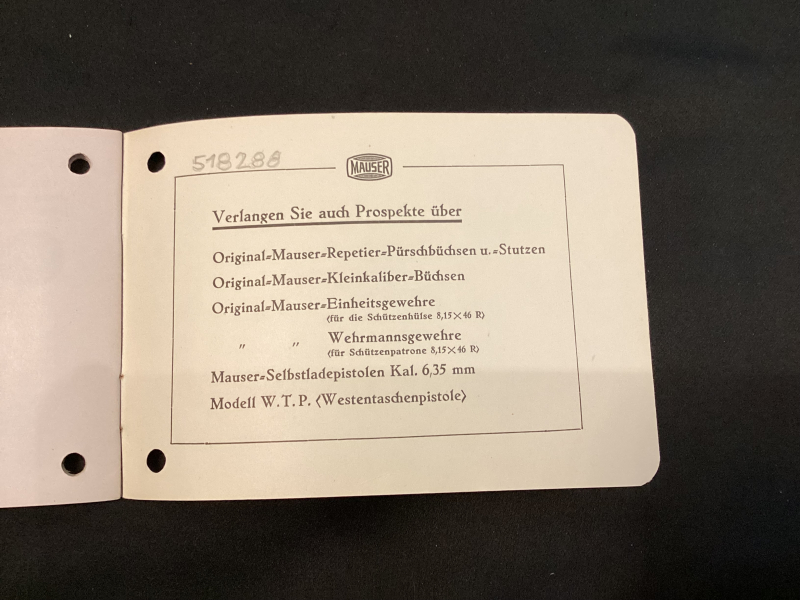 518288
MAUSER
Verlangen Sie auch Prospekte über
Original=Mauser=Repetier=Pürschbüchsen u.=Stutzen
Original=Mauser=Kleinkaliber=Büchsen
Original=Mauser=Einheitsgewehre
(für die Schützenhülse 8,15×46 R)
" " Wehrmannsgewehre
(für Schützenpatrone 8,15×46 R)
Mauser=Selbstladepistolen Kal. 6,35 mm
Modell W.T.P. (Westentaschenpistole)